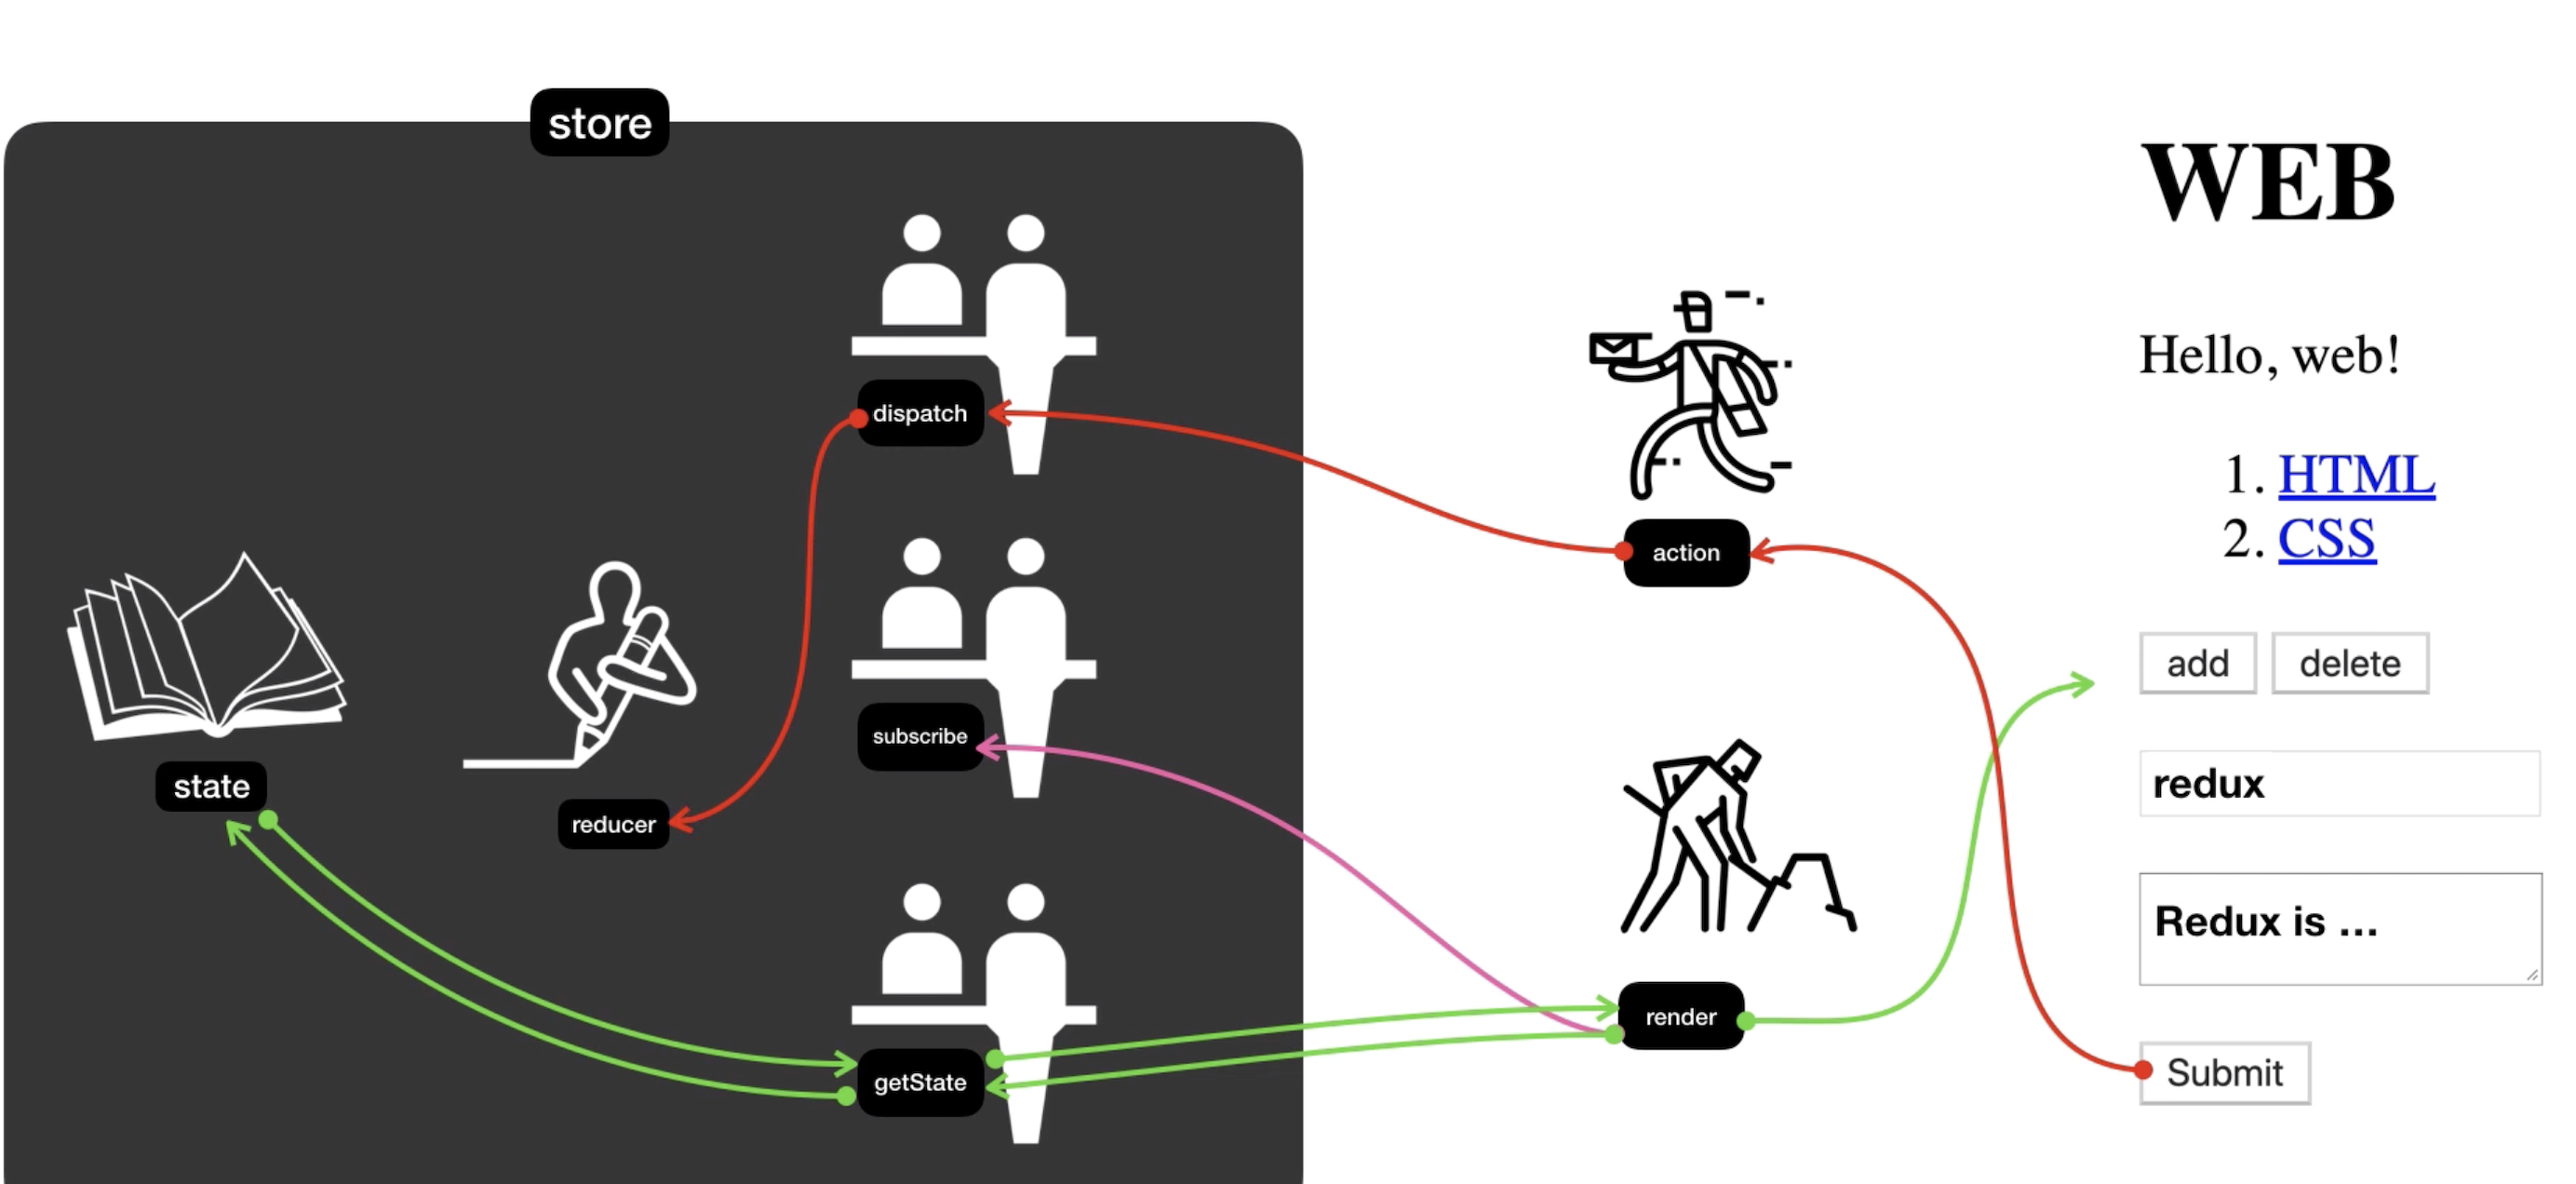 store
dispatch
subscribe
state
reducer
getState
action
render
WEB
Hello, web!
1. HTML
2. CSS
add delete
redux
Redux is ...
Submit